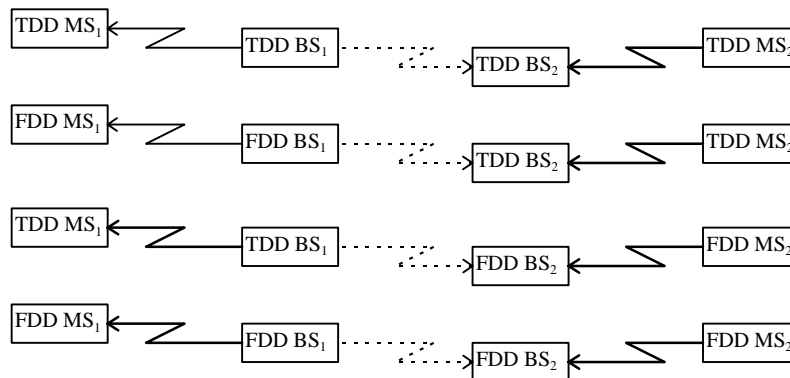 TDD MS₁ TDD BS₁ TDD BS₂ TDD MS₂
FDD MS₁ FDD BS₁ TDD BS₂ TDD MS₂
TDD MS₁ TDD BS₁ FDD BS₂ FDD MS₂
FDD MS₁ FDD BS₁ FDD BS₂ FDD MS₂